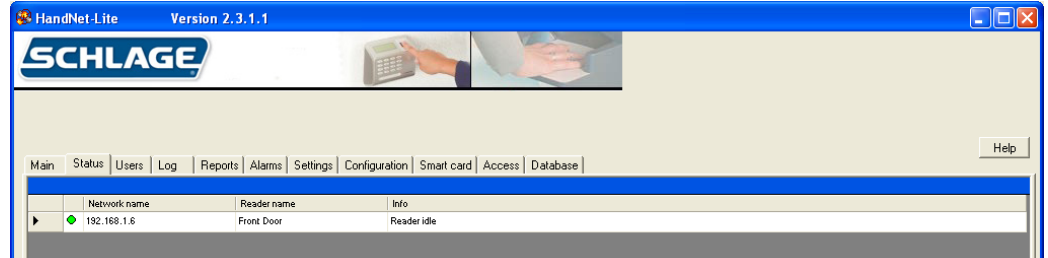 HandNet-Lite Version 2.3.1.1
SCHLAGE
Help
Main Status Users Log Reports Alarms Settings Configuration Smart card Access Database
Network name Reader name Info
192.168.1.6 Front Door Reader idle